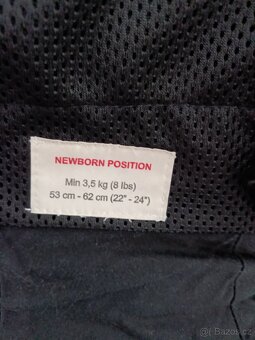 NEWBORN POSITION
Min 3,5 kg (8 lbs)
53 cm - 62 cm (22" - 24")
Bazos.cz